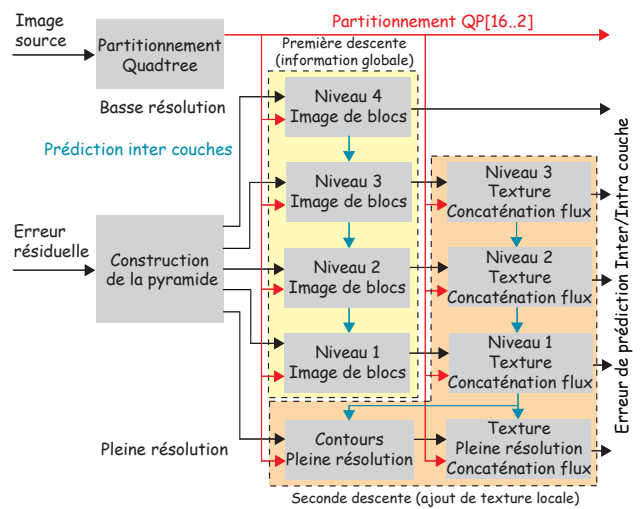 Image
source
Partitionnement QP[16..2]
Partitionnement
Quadtree
Première descente
(information globale)
Basse résolution
Niveau 4
Image de blocs
Prédiction inter couches
Niveau 3
Image de blocs
Niveau 3
Texture
Concaténation flux
Erreur
résiduelle
Construction
de la pyramide
Niveau 2
Image de blocs
Niveau 2
Texture
Concaténation flux
Niveau 1
Image de blocs
Niveau 1
Texture
Concaténation flux
Pleine résolution
Contours
Pleine résolution
Texture
Pleine résolution
Concaténation flux
Seconde descente (ajout de texture locale)
Erreur de prédiction Inter/Intra couche